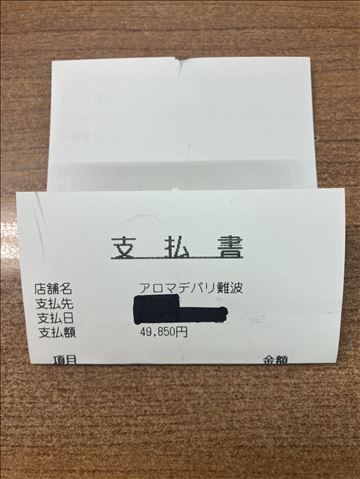 支払書
店舗名 アロマデパリ難波
支払先
支払日
支払額 49,850円
項目 金額